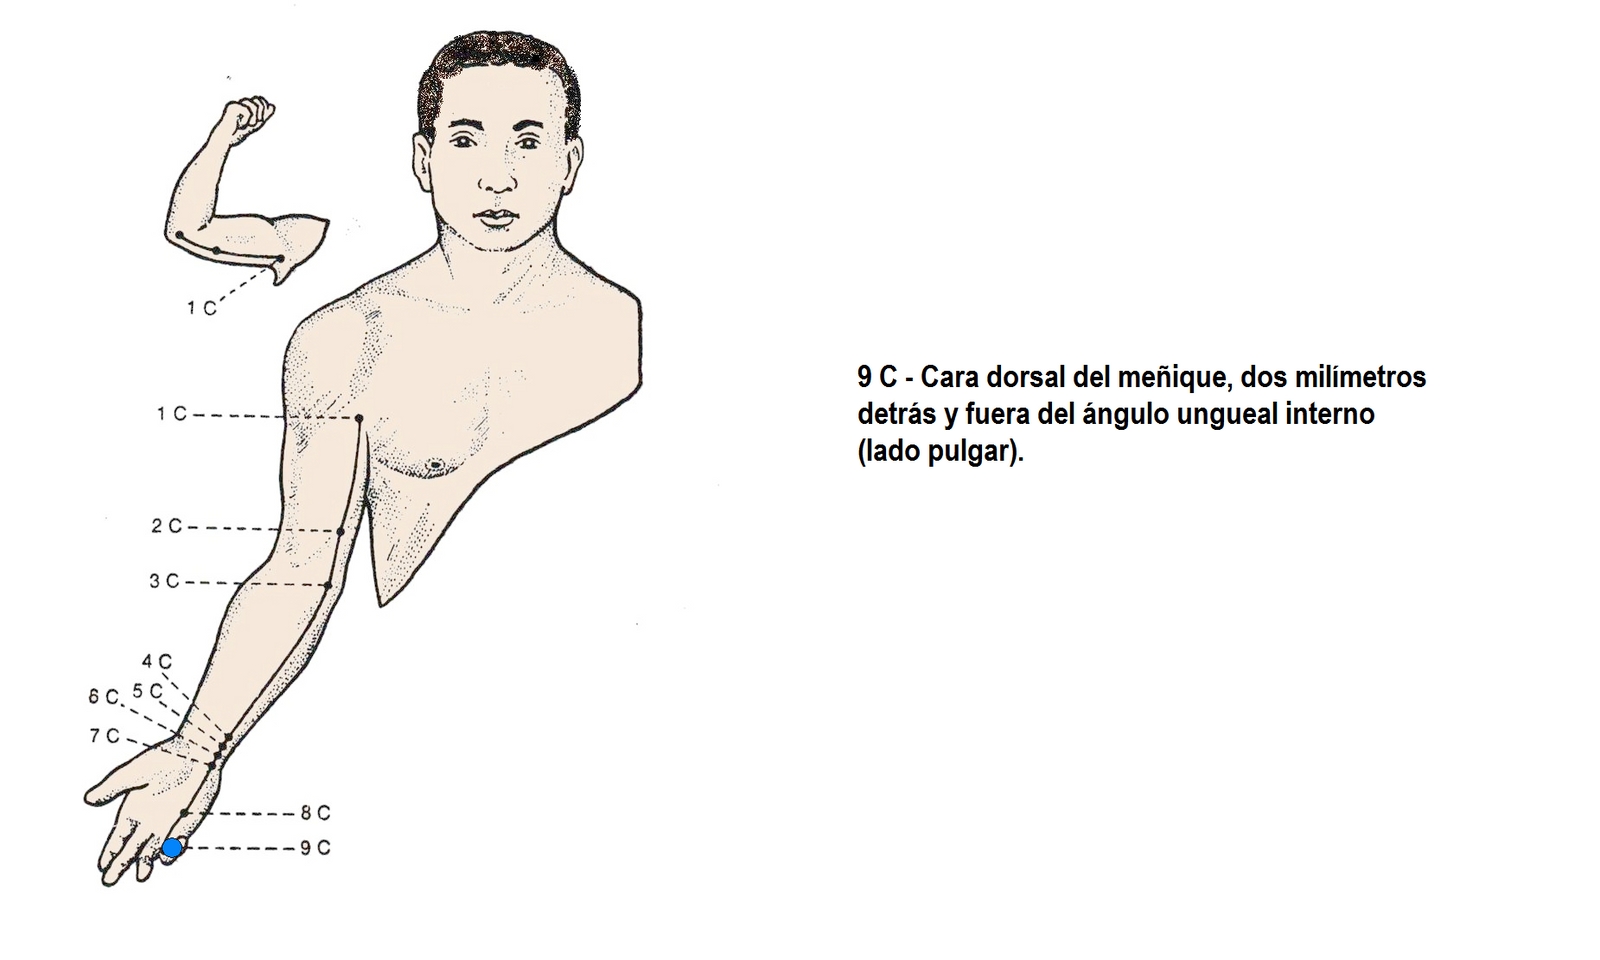 1 C
1 C
2 C
3 C
4 C
5 C
6 C
7 C
8 C
9 C
9 C - Cara dorsal del meñique, dos milímetros
detrás y fuera del ángulo ungueal interno
(lado pulgar).